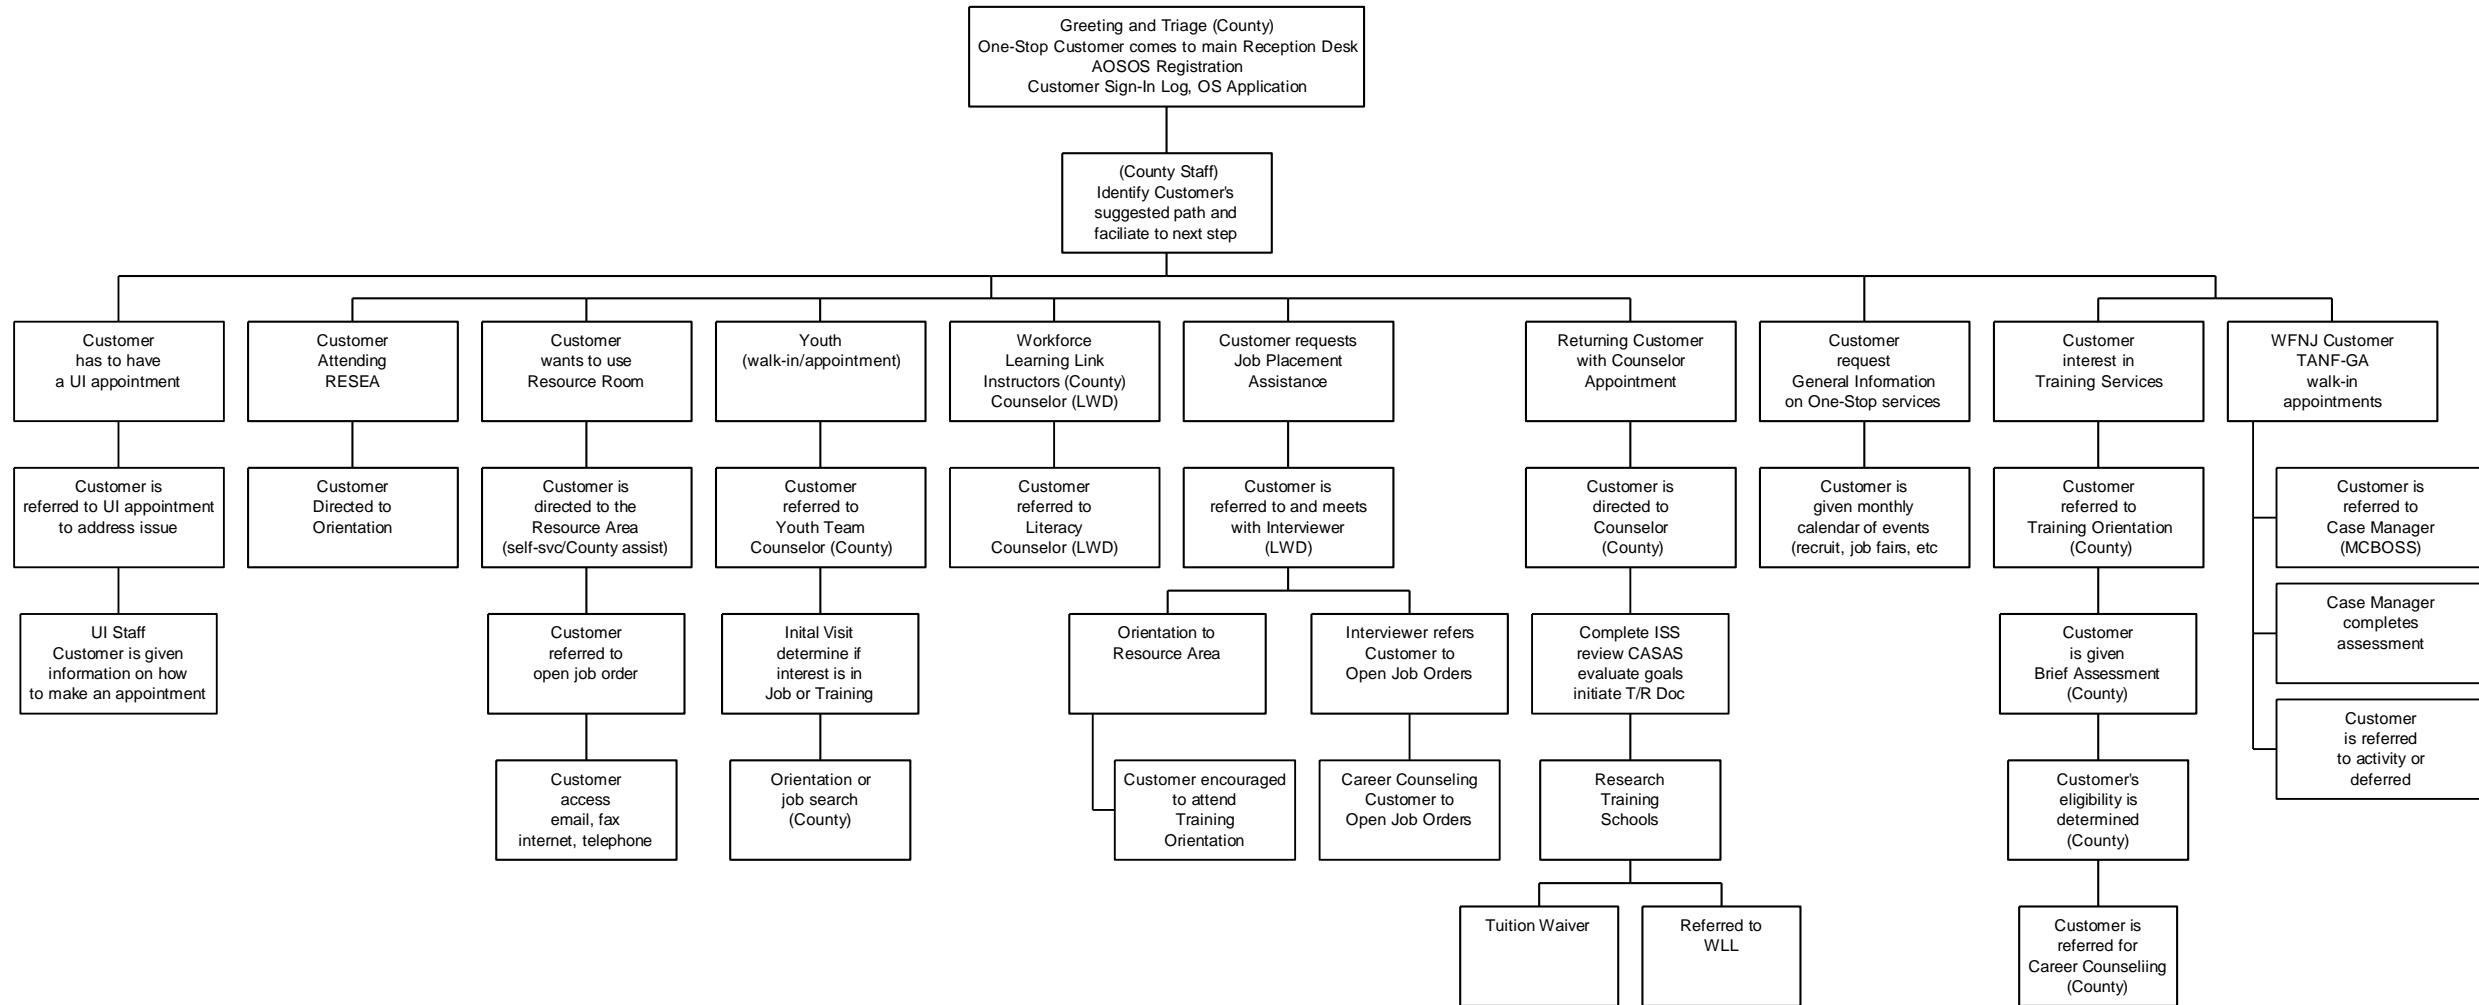 Greeting and Triage (County)
One-Stop Customer comes to main Reception Desk
AOSOS Registration
Customer Sign-In Log, OS Application
(County Staff)
Identify Customer's
suggested path and
faciliate to next step
Customer
has to have
a UI appointment
Customer
Attending
RESEA
Customer
wants to use
Resource Room
Youth
(walk-in/appointment)
Workforce
Learning Link
Instructors (County)
Counselor (LWD)
Customer requests
Job Placement
Assistance
Returning Customer
with Counselor
Appointment
Customer
request
General Information
on One-Stop services
Customer
interest in
Training Services
WFNJ Customer
TANF-GA
walk-in
appointments
Customer is
referred to UI appointment
to address issue
Customer
Directed to
Orientation
Customer is
directed to the
Resource Area
(self-svc/County assist)
Customer
referred to
Youth Team
Counselor (County)
Customer
referred to
Literacy
Counselor (LWD)
Customer is
referred to and meets
with Interviewer
(LWD)
Customer is
directed to
Counselor
(County)
Customer is
given monthly
calendar of events
(recruit, job fairs, etc
Customer
referred to
Training Orientation
(County)
Customer is
referred to
Case Manager
(MCBOSS)
Case Manager
completes
assessment
Customer
is referred
to activity or
deferred
UI Staff
Customer is given
information on how
to make an appointment
Customer
referred to
open job order
Inital Visit
determine if
interest is in
Job or Training
Orientation to
Resource Area
Interviewer refers
Customer to
Open Job Orders
Complete ISS
review CASAS
evaluate goals
initiate T/R Doc
Customer
is given
Brief Assessment
(County)
Customer
access
email, fax
internet, telephone
Orientation or
job search
(County)
Customer encouraged
to attend
Training
Orientation
Career Counseling
Customer to
Open Job Orders
Research
Training
Schools
Customer's
eligibility is
determined
(County)
Tuition Waiver
Referred to
WLL
Customer is
referred for
Career Counseliing
(County)